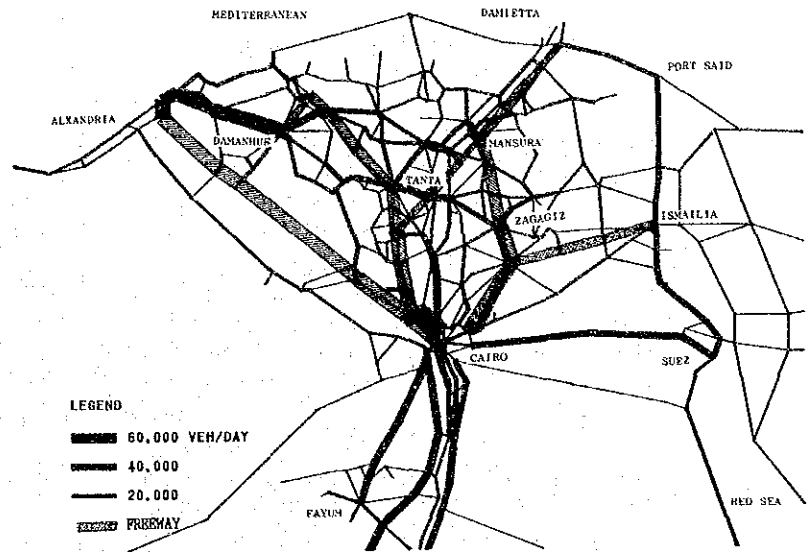 MEDITERRANEAN
DAMIETTA
PORT SAID
ALXANDRIA
DAMANHUR
MANSURA
TANTA
ZAGAGIZ
ISMAILIA
CAIRO
SUEZ
LEGEND
60,000 VEH/DAY
40,000
20,000
FREEWAY
FAYUM
RED SEA